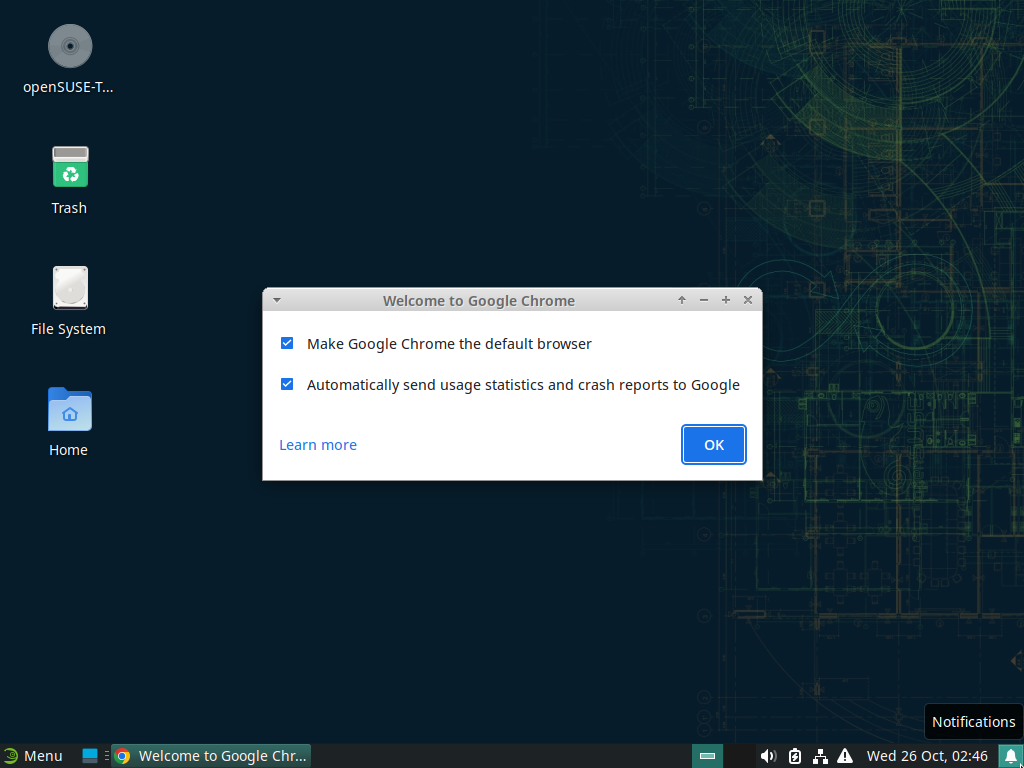 openSUSE-T...
Trash
File System
Home
Welcome to Google Chrome
Make Google Chrome the default browser
Automatically send usage statistics and crash reports to Google
Learn more
OK
Notifications
Menu
Welcome to Google Chr...
Wed 26 Oct, 02:46